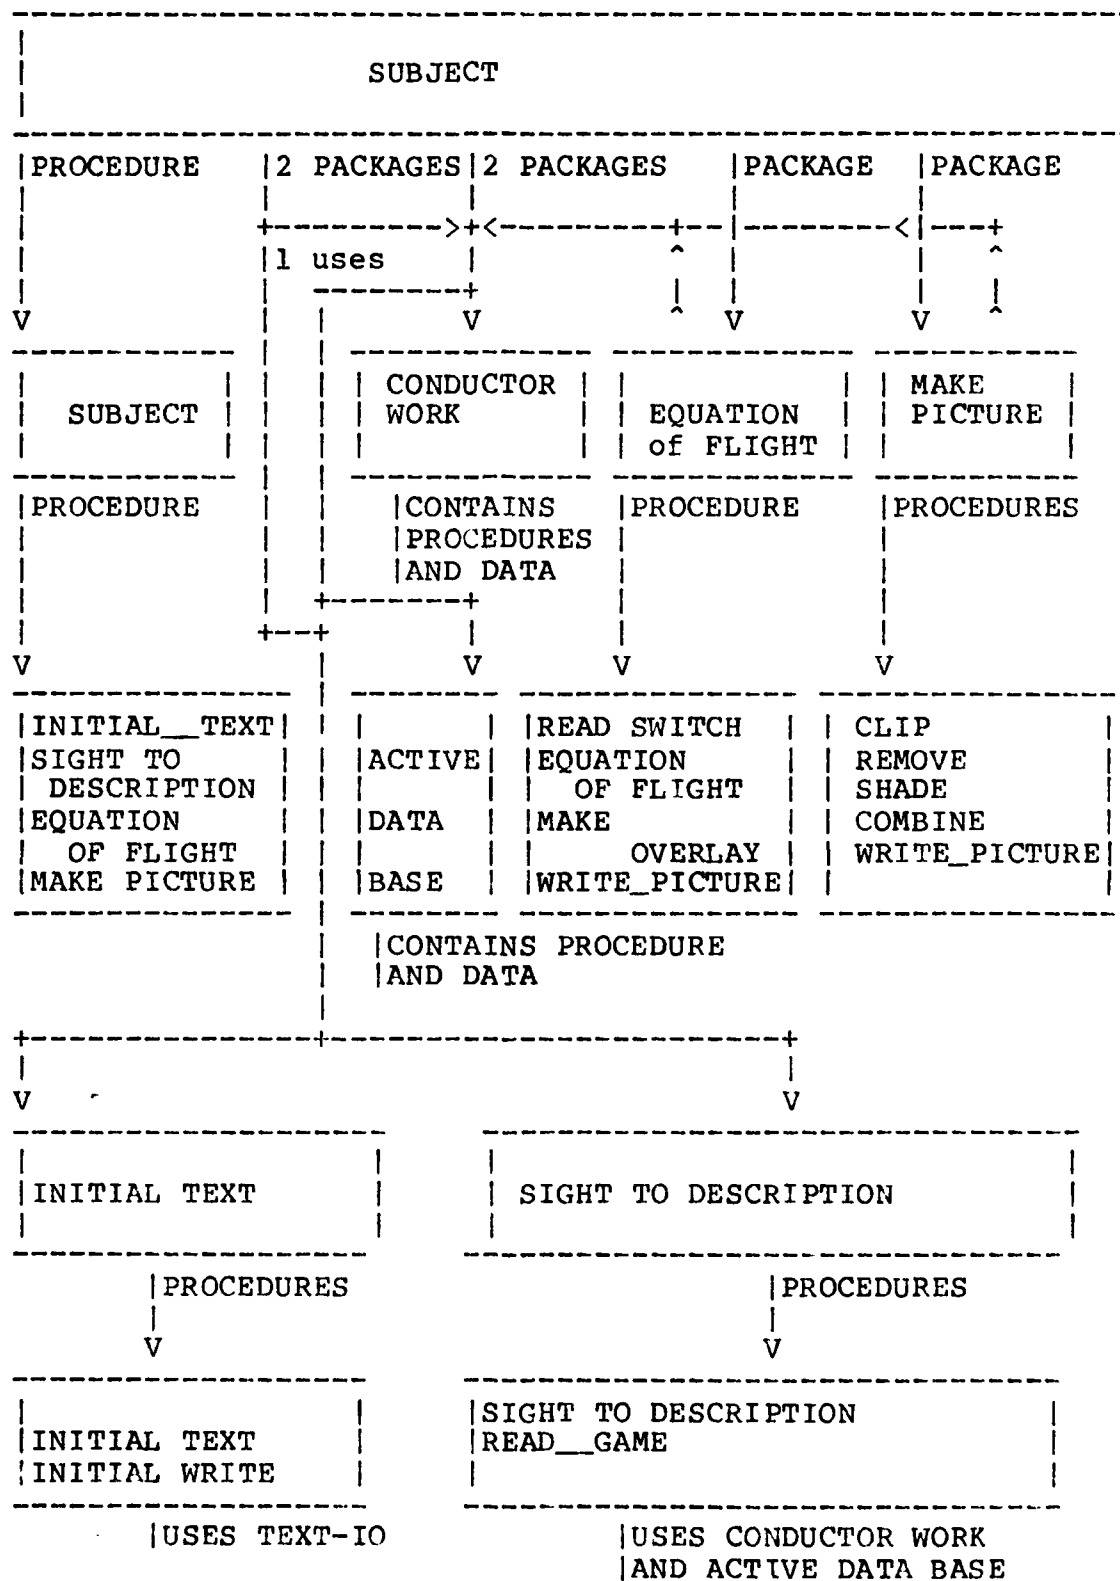 SUBJECT
PROCEDURE 2 PACKAGES 2 PACKAGES PACKAGE PACKAGE
1 uses
CONDUCTOR MAKE
SUBJECT WORK EQUATION PICTURE
of FLIGHT
PROCEDURE CONTAINS PROCEDURE PROCEDURES
PROCEDURES
AND DATA
INITIAL__TEXT READ SWITCH CLIP
SIGHT TO ACTIVE EQUATION REMOVE
DESCRIPTION OF FLIGHT SHADE
EQUATION DATA MAKE COMBINE
OF FLIGHT OVERLAY WRITE_PICTURE
MAKE PICTURE BASE WRITE_PICTURE
CONTAINS PROCEDURE
AND DATA
INITIAL TEXT SIGHT TO DESCRIPTION
PROCEDURES PROCEDURES
SIGHT TO DESCRIPTION
INITIAL TEXT READ__GAME
INITIAL WRITE
USES TEXT-IO USES CONDUCTOR WORK
AND ACTIVE DATA BASE